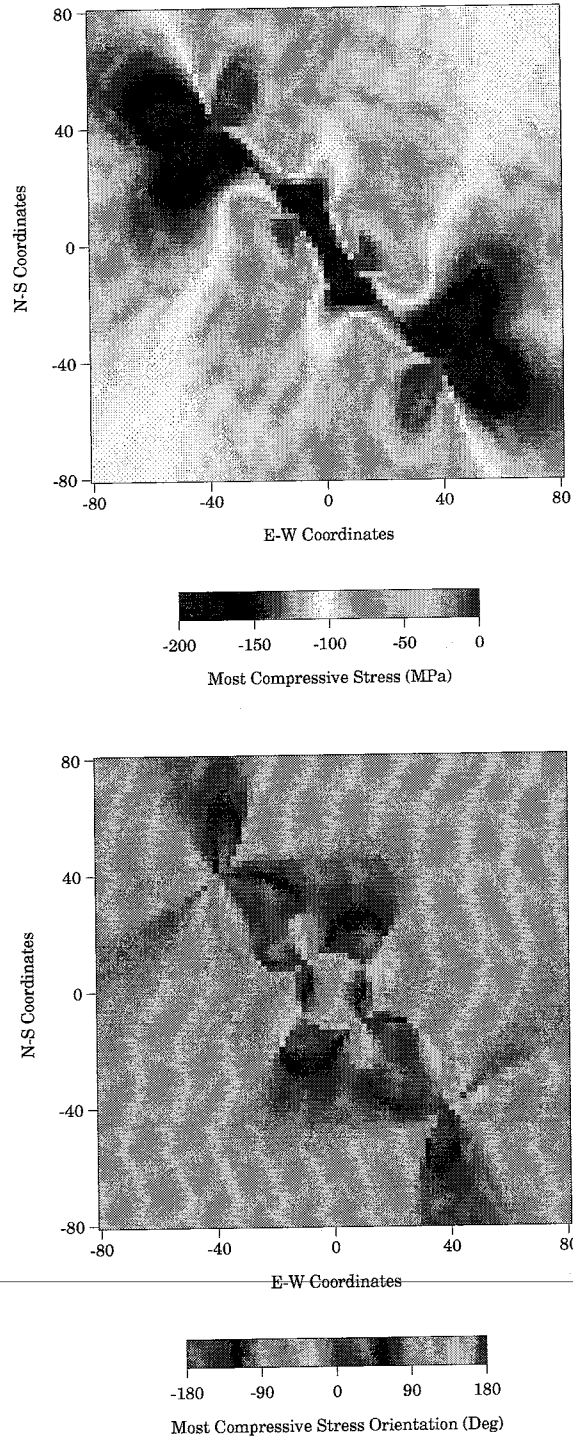 80
40
0
-40
-80
N-S Coordinates
-80 -40 0 40 80
E-W Coordinates
-200 -150 -100 -50 0
Most Compressive Stress (MPa)
80
40
0
-40
-80
N-S Coordinates
-80 -40 0 40 80
E-W Coordinates
-180 -90 0 90 180
Most Compressive Stress Orientation (Deg)